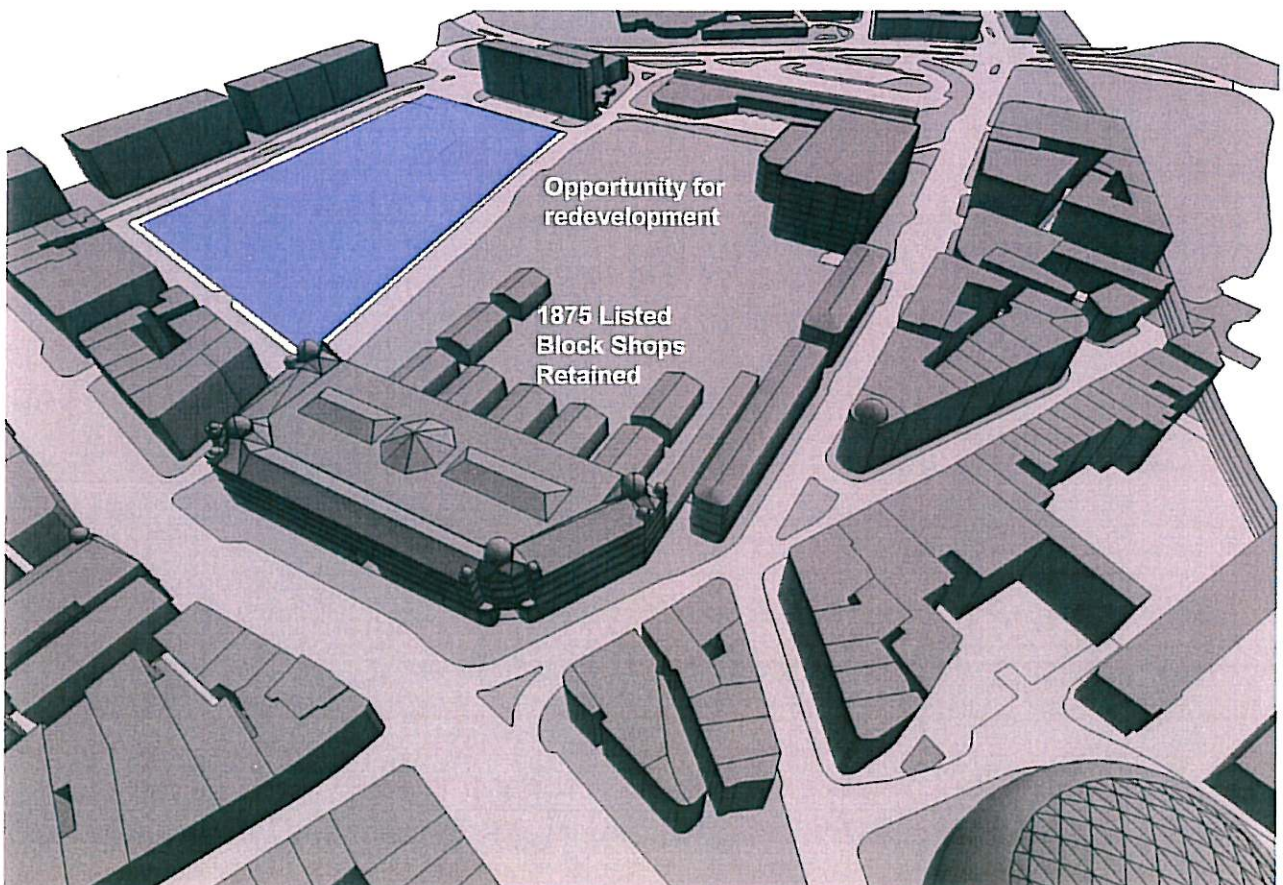 Opportunity for
redevelopment
1875 Listed
Block Shops
Retained